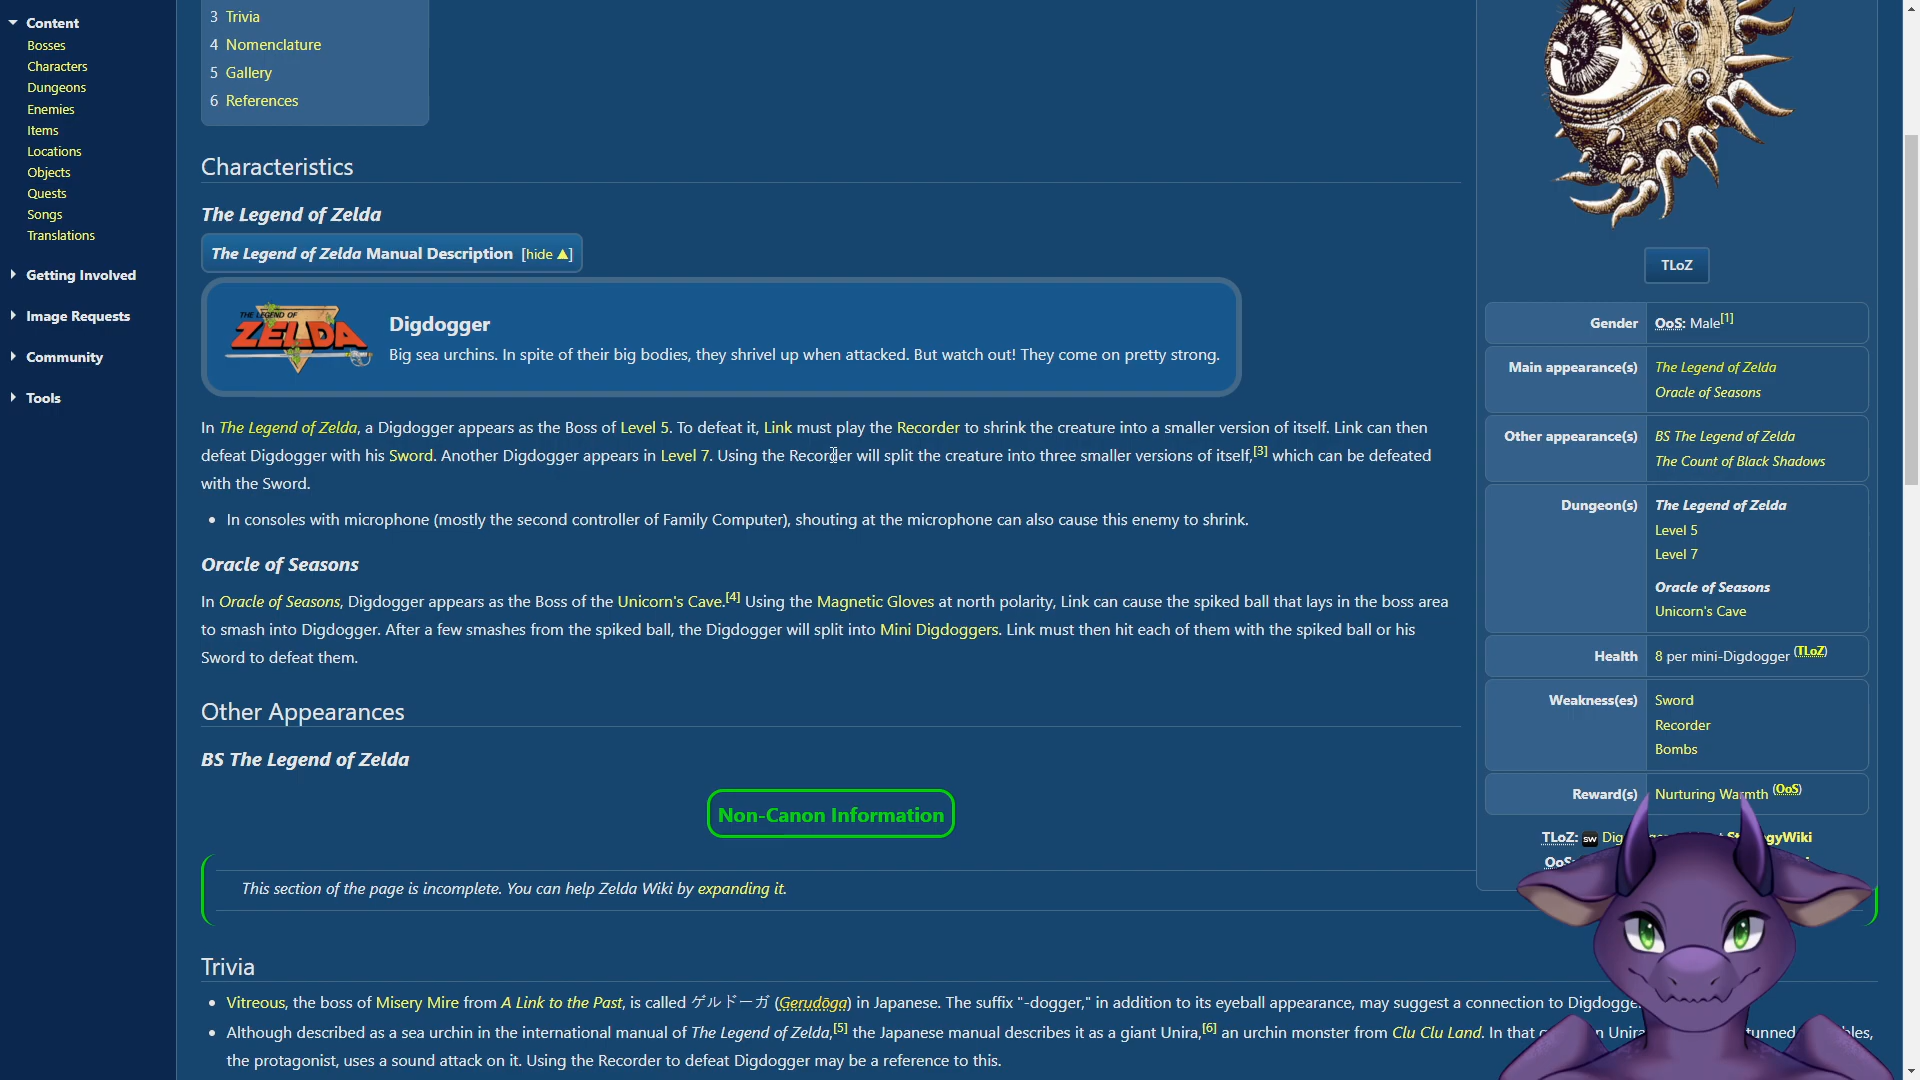 Content
Bosses
Characters
Dungeons
Enemies
Items
Locations
Objects
Quests
Songs
Translations
Getting Involved
Image Requests
Community
Tools
3 Trivia
4 Nomenclature
5 Gallery
6 References
Characteristics
The Legend of Zelda
The Legend of Zelda Manual Description [hide ▲]
THE LEGEND OF
ZELDA
Digdogger
Big sea urchins. In spite of their big bodies, they shrivel up when attacked. But watch out! They come on pretty strong.
In The Legend of Zelda, a Digdogger appears as the Boss of Level 5. To defeat it, Link must play the Recorder to shrink the creature into a smaller version of itself. Link can then
defeat Digdogger with his Sword. Another Digdogger appears in Level 7. Using the Recorder will split the creature into three smaller versions of itself,[3] which can be defeated
with the Sword.
• In consoles with microphone (mostly the second controller of Family Computer), shouting at the microphone can also cause this enemy to shrink.
Oracle of Seasons
In Oracle of Seasons, Digdogger appears as the Boss of the Unicorn's Cave.[4] Using the Magnetic Gloves at north polarity, Link can cause the spiked ball that lays in the boss area
to smash into Digdogger. After a few smashes from the spiked ball, the Digdogger will split into Mini Digdoggers. Link must then hit each of them with the spiked ball or his
Sword to defeat them.
Other Appearances
BS The Legend of Zelda
Non-Canon Information
This section of the page is incomplete. You can help Zelda Wiki by expanding it.
Trivia
• Vitreous, the boss of Misery Mire from A Link to the Past, is called ゲルドーガ (Gerudōga) in Japanese. The suffix "-dogger," in addition to its eyeball appearance, may suggest a connection to Digdogge
• Although described as a sea urchin in the international manual of The Legend of Zelda,[5] the Japanese manual describes it as a giant Unira,[6] an urchin monster from Clu Clu Land. In that
the protagonist, uses a sound attack on it. Using the Recorder to defeat Digdogger may be a reference to this.
TLoZ
Gender OoS: Male[1]
Main appearance(s) The Legend of Zelda
Oracle of Seasons
Other appearance(s) BS The Legend of Zelda
The Count of Black Shadows
Dungeon(s) The Legend of Zelda
Level 5
Level 7
Oracle of Seasons
Unicorn's Cave
Health 8 per mini-Digdogger (TLoZ)
Weakness(es) Sword
Recorder
Bombs
Reward(s) Nurturing Warmth (OoS)
TLoZ: SW Dig
OoS: